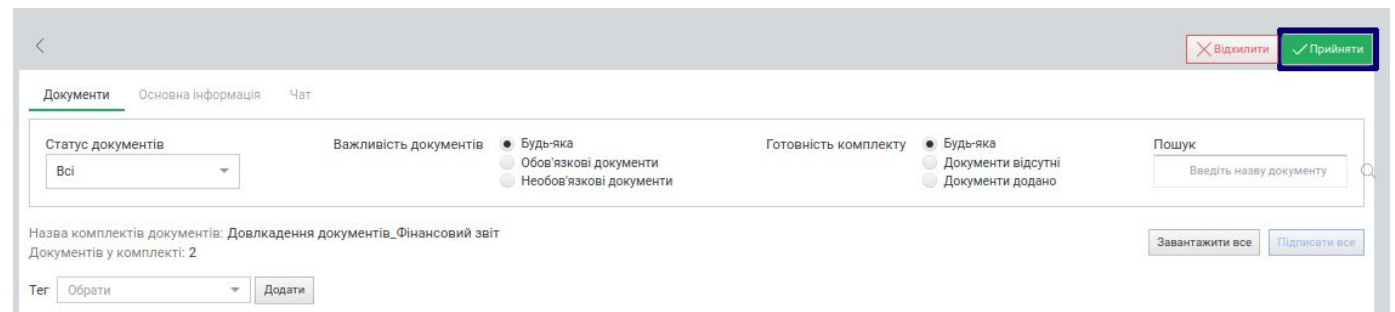 Відхилити Прийняти
Документи Основна інформація Чат
Статус документів Важливість документів Будь-яка Готовність комплекту Будь-яка Пошук
Всі Обов'язкові документи Документи відсутні Введіть назву документу
Необов'язкові документи Документи додано
Назва комплектів документів: Довлкадення документів_Фінансовий звіт
Завантажити все Підписати все
Документів у комплекті: 2
Тег Обрати Додати